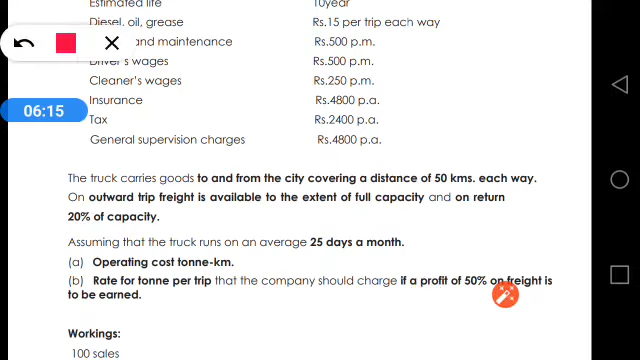 Estimated life 10year
Diesel, oil, grease Rs.15 per trip each way
and maintenance Rs.500 p.m.
Driver's wages Rs.500 p.m.
Cleaner's wages Rs.250 p.m.
Insurance Rs.4800 p.a.
06:15
Tax Rs.2400 p.a.
General supervision charges Rs.4800 p.a.
The truck carries goods to and from the city covering a distance of 50 kms. each way.
On outward trip freight is available to the extent of full capacity and on return
20% of capacity.
Assuming that the truck runs on an average 25 days a month.
(a) Operating cost tonne-km.
(b) Rate for tonne per trip that the company should charge if a profit of 50% on freight is
to be earned.
Workings:
100 sales